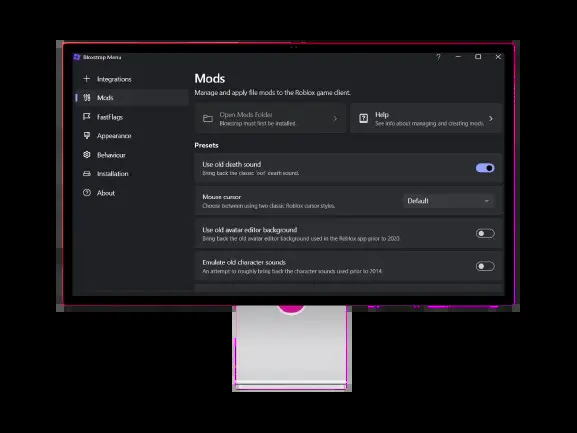 Bloxstrap Menu
?
Integrations
Mods
FastFlags
Appearance
Behaviour
Installation
About
Mods
Manage and apply file mods to the Roblox game client.
Open Mods Folder
Bloxstrap must first be installed.
Help
See info about managing and creating mods.
Presets
Use old death sound
Bring back the classic 'oof' death sound.
Mouse cursor
Choose between using two classic Roblox cursor styles.
Default
Use old avatar editor background
Bring back the old avatar editor background used in the Roblox app prior to 2020.
Emulate old character sounds
An attempt to roughly bring back the character sounds used prior to 2014.